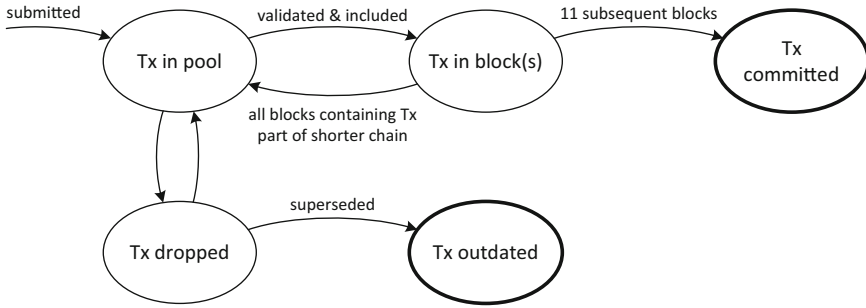 submitted
validated & included
11 subsequent blocks
Tx in pool
Tx in block(s)
Tx
committed
all blocks containing Tx
part of shorter chain
superseded
Tx dropped
Tx outdated